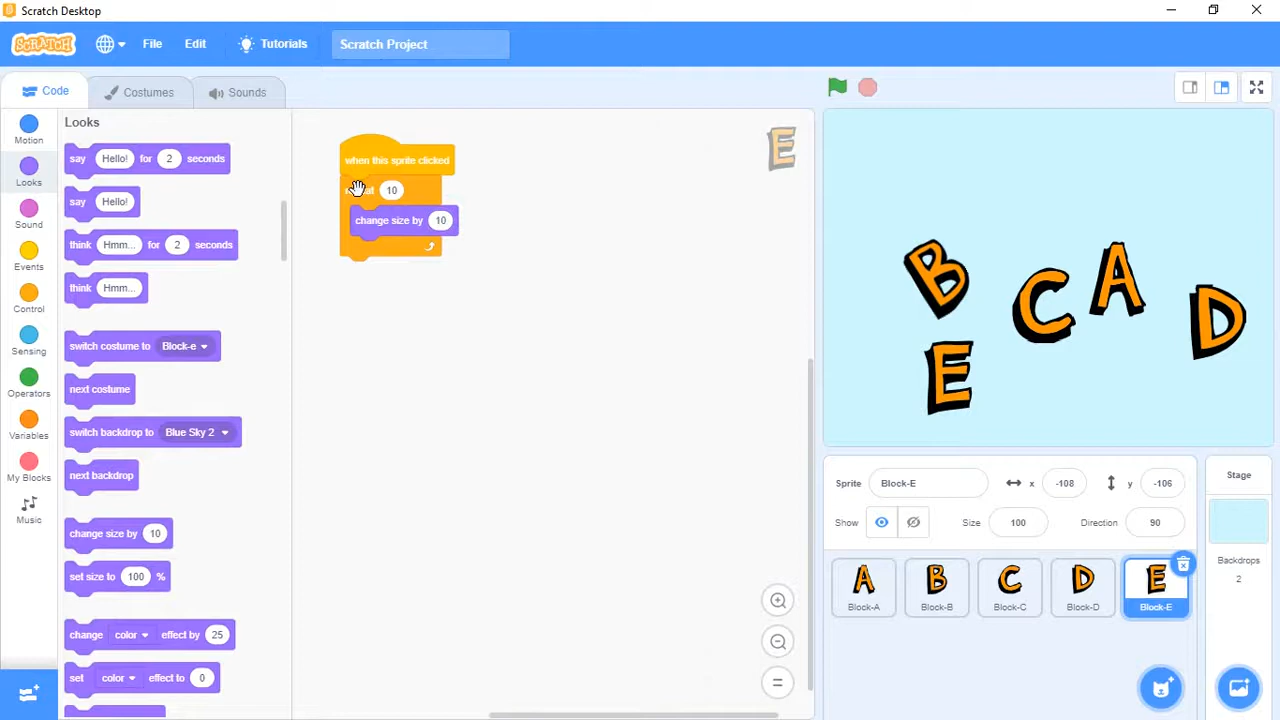 Scratch Desktop
SCRATCH File Edit Tutorials Scratch Project
Code Costumes Sounds
Motion
Looks
Sound
Events
Control
Sensing
Operators
Variables
My Blocks
Music
Looks
say Hello! for 2 seconds
say Hello!
think Hmm... for 2 seconds
think Hmm...
switch costume to Block-e
next costume
switch backdrop to Blue Sky 2
next backdrop
change size by 10
set size to 100 %
change color effect by 25
set color effect to 0
when this sprite clicked
10
change size by 10
E
B C A D
E
Sprite Block-E x -108 y -106
Show Size 100 Direction 90
A B C D E
Block-A Block-B Block-C Block-D Block-E
Stage
Backdrops
2